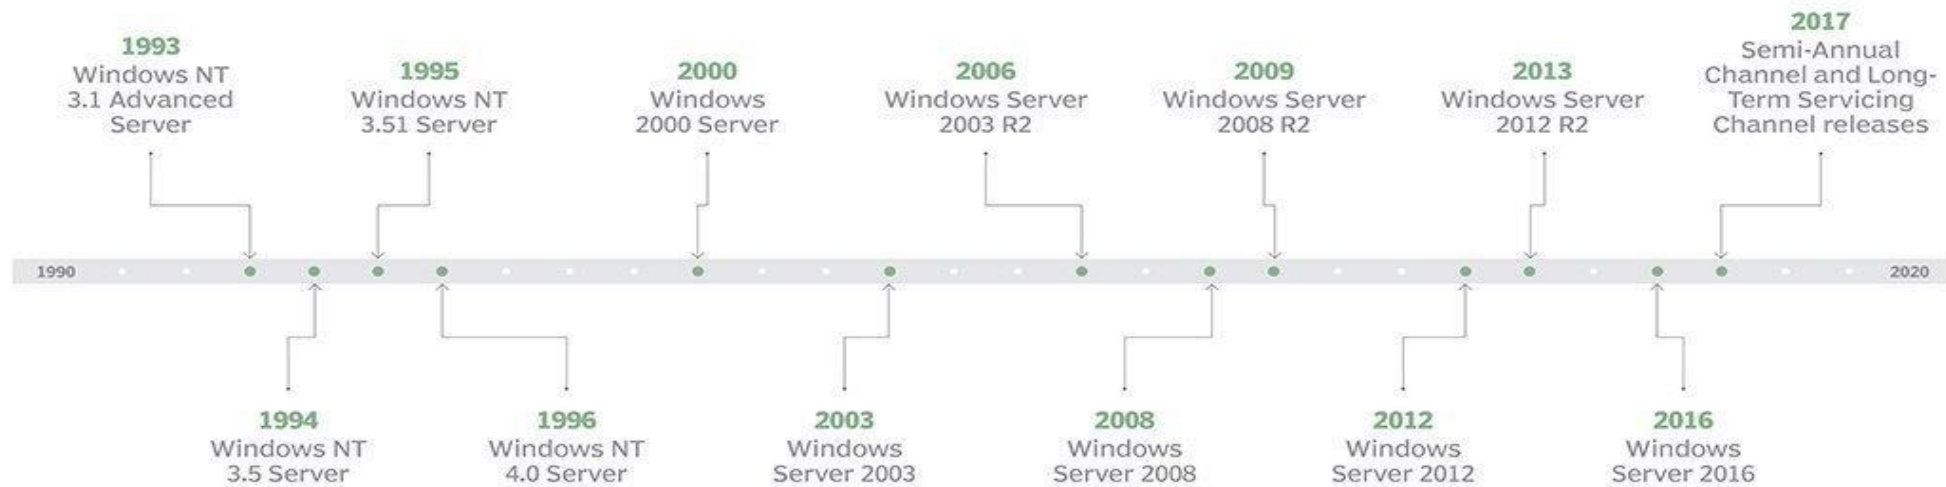 1993
Windows NT
3.1 Advanced
Server
1995
Windows NT
3.51 Server
2000
Windows
2000 Server
2006
Windows Server
2003 R2
2009
Windows Server
2008 R2
2013
Windows Server
2012 R2
2017
Semi-Annual
Channel and Long-
Term Servicing
Channel releases
1990
2020
1994
Windows NT
3.5 Server
1996
Windows NT
4.0 Server
2003
Windows
Server 2003
2008
Windows
Server 2008
2012
Windows
Server 2012
2016
Windows
Server 2016